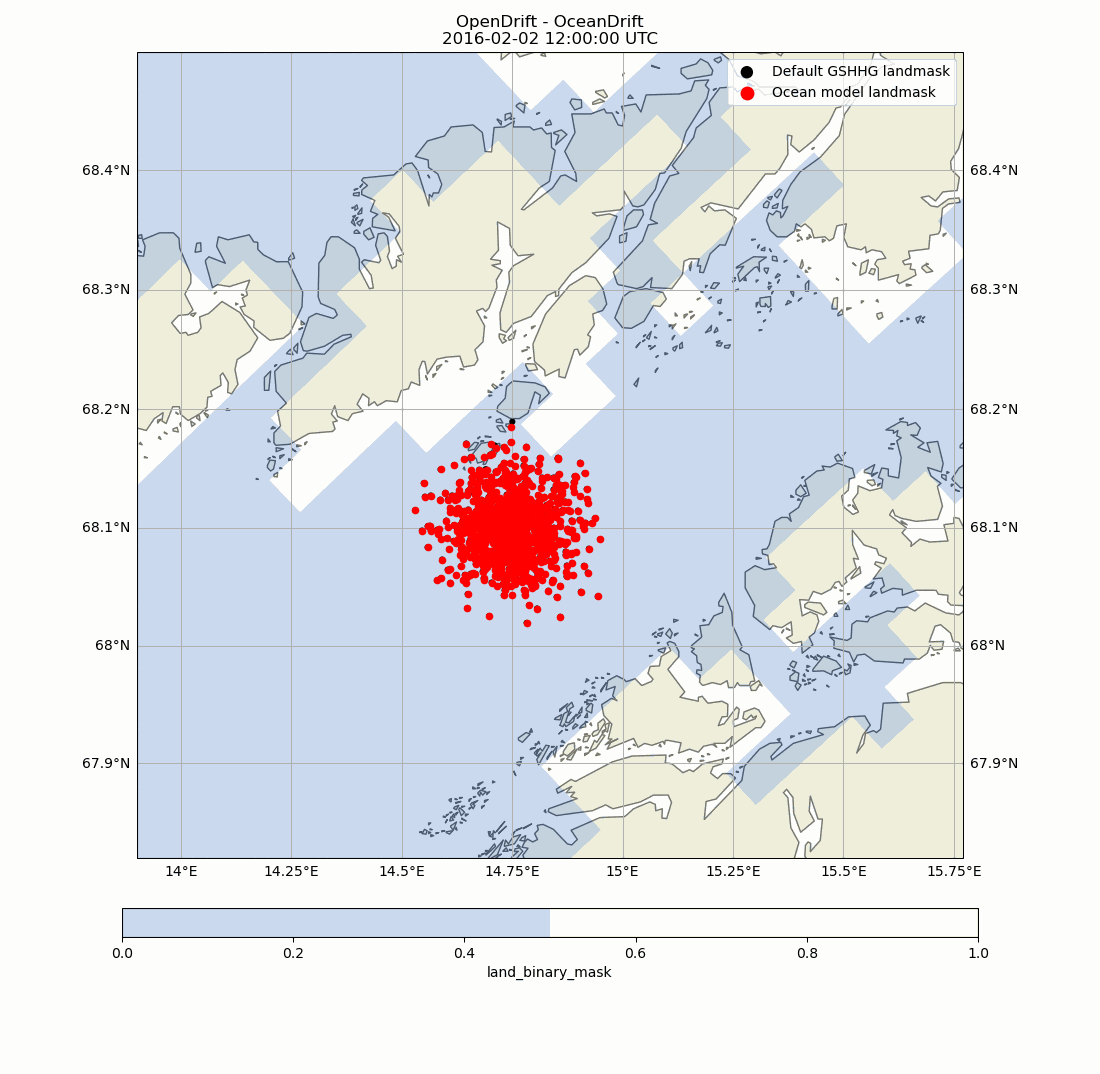 OpenDrift - OceanDrift
2016-02-02 12:00:00 UTC
Default GSHHG landmask
Ocean model landmask
68.4°N 68.4°N
68.3°N 68.3°N
68.2°N 68.2°N
68.1°N 68.1°N
68°N 68°N
67.9°N 67.9°N
14°E 14.25°E 14.5°E 14.75°E 15°E 15.25°E 15.5°E 15.75°E
0.0 0.2 0.4 0.6 0.8 1.0
land_binary_mask